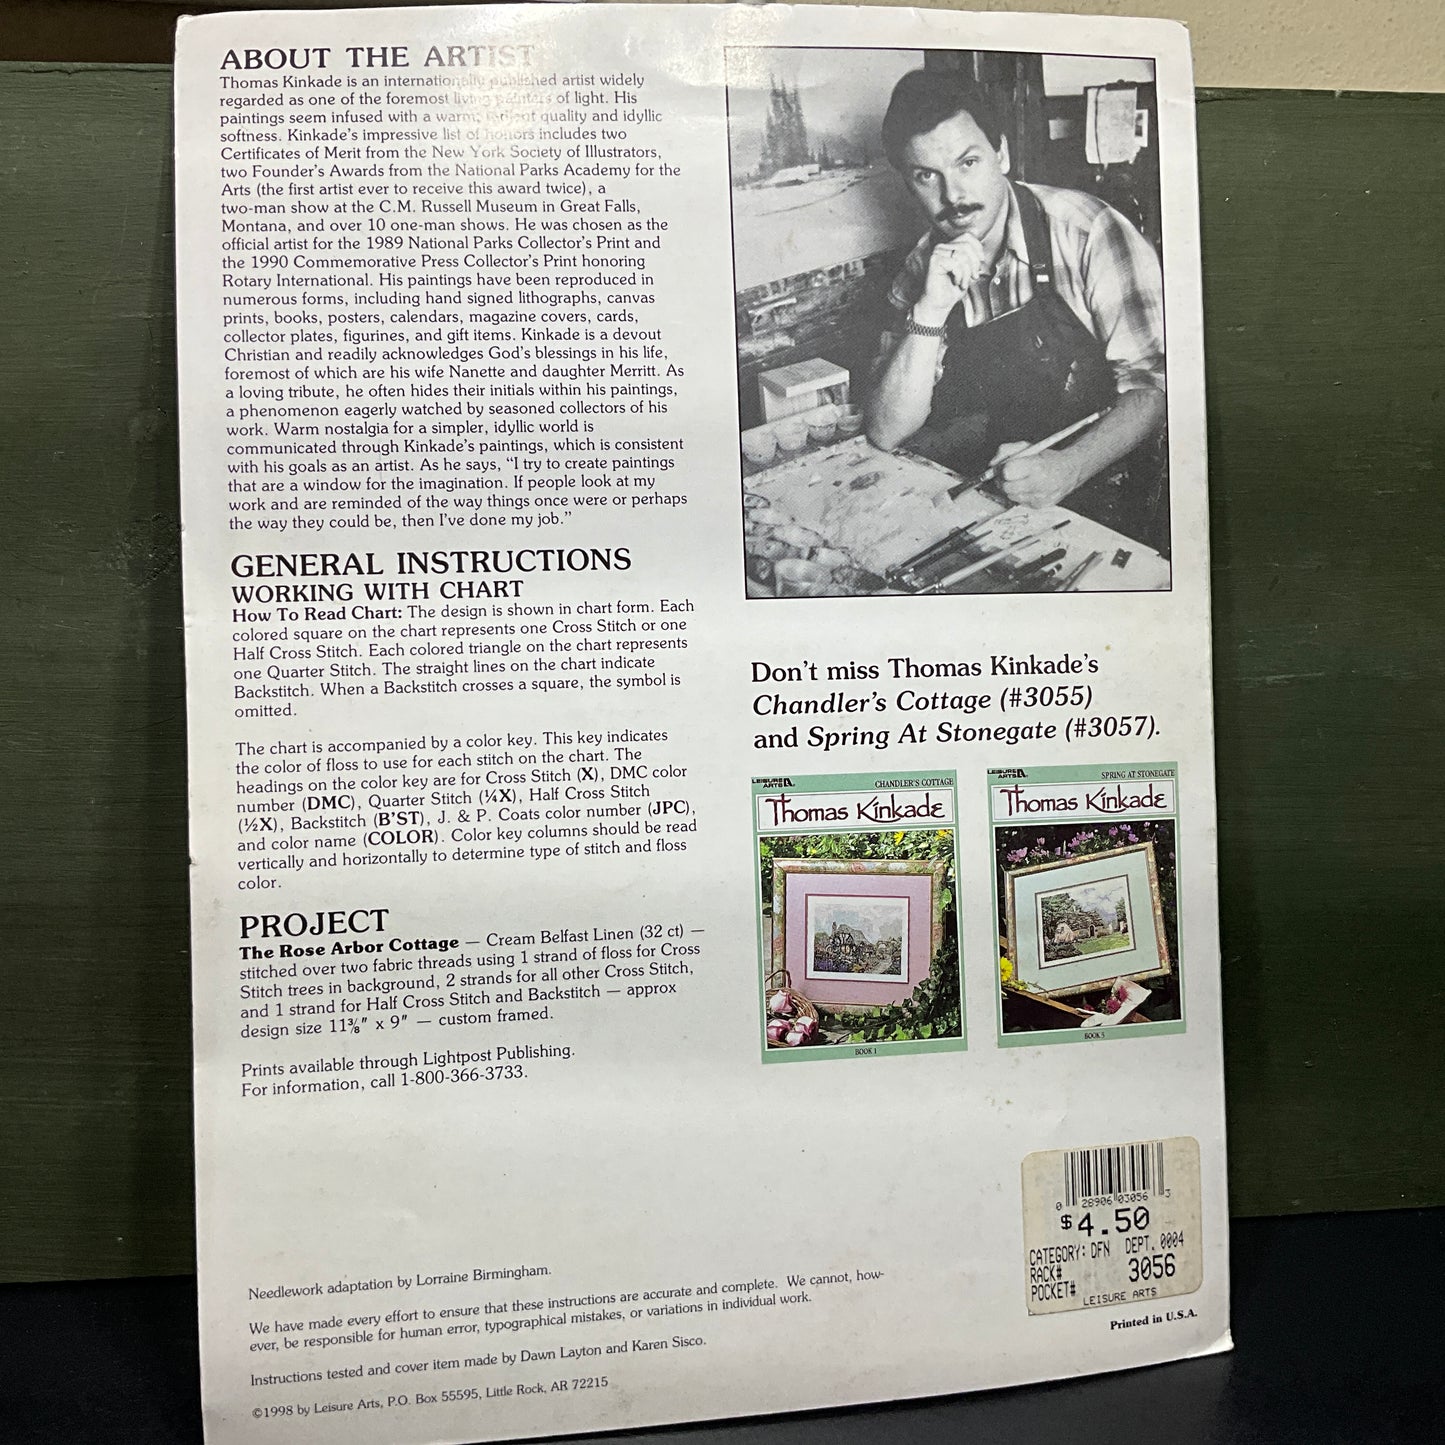 ABOUT THE ARTIST
Thomas Kinkade is an internationally published artist widely
regarded as one of the foremost living painters of light. His
paintings seem infused with a warm, quality and idyllic
softness. Kinkade's impressive list of honors includes two
Certificates of Merit from the New York Society of Illustrators,
two Founder's Awards from the National Parks Academy for the
Arts (the first artist ever to receive this award twice), a
two-man show at the C.M. Russell Museum in Great Falls,
Montana, and over 10 one-man shows. He was chosen as the
official artist for the 1989 National Parks Collector's Print and
the 1990 Commemorative Press Collector's Print honoring
Rotary International. His paintings have been reproduced in
numerous forms, including hand signed lithographs, canvas
prints, books, posters, calendars, magazine covers, cards,
collector plates, figurines, and gift items. Kinkade is a devout
Christian and readily acknowledges God's blessings in his life,
foremost of which are his wife Nanette and daughter Merritt. As
a loving tribute, he often hides their initials within his paintings,
a phenomenon eagerly watched by seasoned collectors of his
work. Warm nostalgia for a simpler, idyllic world is
communicated through Kinkade's paintings, which is consistent
with his goals as an artist. As he says, "I try to create paintings
that are a window for the imagination. If people look at my
work and are reminded of the way things once were or perhaps
the way they could be, then I've done my job."
GENERAL INSTRUCTIONS
WORKING WITH CHART
How To Read Chart: The design is shown in chart form. Each
colored square on the chart represents one Cross Stitch or one
Half Cross Stitch. Each colored triangle on the chart represents
one Quarter Stitch. The straight lines on the chart indicate
Backstitch. When a Backstitch crosses a square, the symbol is
omitted.
The chart is accompanied by a color key. This key indicates
the color of floss to use for each stitch on the chart. The
headings on the color key are for Cross Stitch (X), DMC color
number (DMC), Quarter Stitch (¼X), Half Cross Stitch
(½X), Backstitch (B'ST), J. & P. Coats color number (JPC),
and color name (COLOR). Color key columns should be read
vertically and horizontally to determine type of stitch and floss
color.
PROJECT
The Rose Arbor Cottage — Cream Belfast Linen (32 ct) —
stitched over two fabric threads using 1 strand of floss for Cross
Stitch trees in background, 2 strands for all other Cross Stitch,
and 1 strand for Half Cross Stitch and Backstitch — approx
design size 11⅜" x 9" — custom framed.
Prints available through Lightpost Publishing.
For information, call 1-800-366-3733.
Don't miss Thomas Kinkade's
Chandler's Cottage (#3055)
and Spring At Stonegate (#3057).
LEISURE ARTS
CHANDLER'S COTTAGE
Thomas Kinkade
BOOK 1
LEISURE ARTS
SPRING AT STONEGATE
Thomas Kinkade
BOOK 3
0 28906 03056 3
$4.50
CATEGORY: DFN DEPT. 0004
RACK#
POCKET# 3056
LEISURE ARTS
Printed in U.S.A.
Needlework adaptation by Lorraine Birmingham.
We have made every effort to ensure that these instructions are accurate and complete. We cannot, how-
ever, be responsible for human error, typographical mistakes, or variations in individual work.
Instructions tested and cover item made by Dawn Layton and Karen Sisco.
©1998 by Leisure Arts, P.O. Box 55595, Little Rock, AR 72215